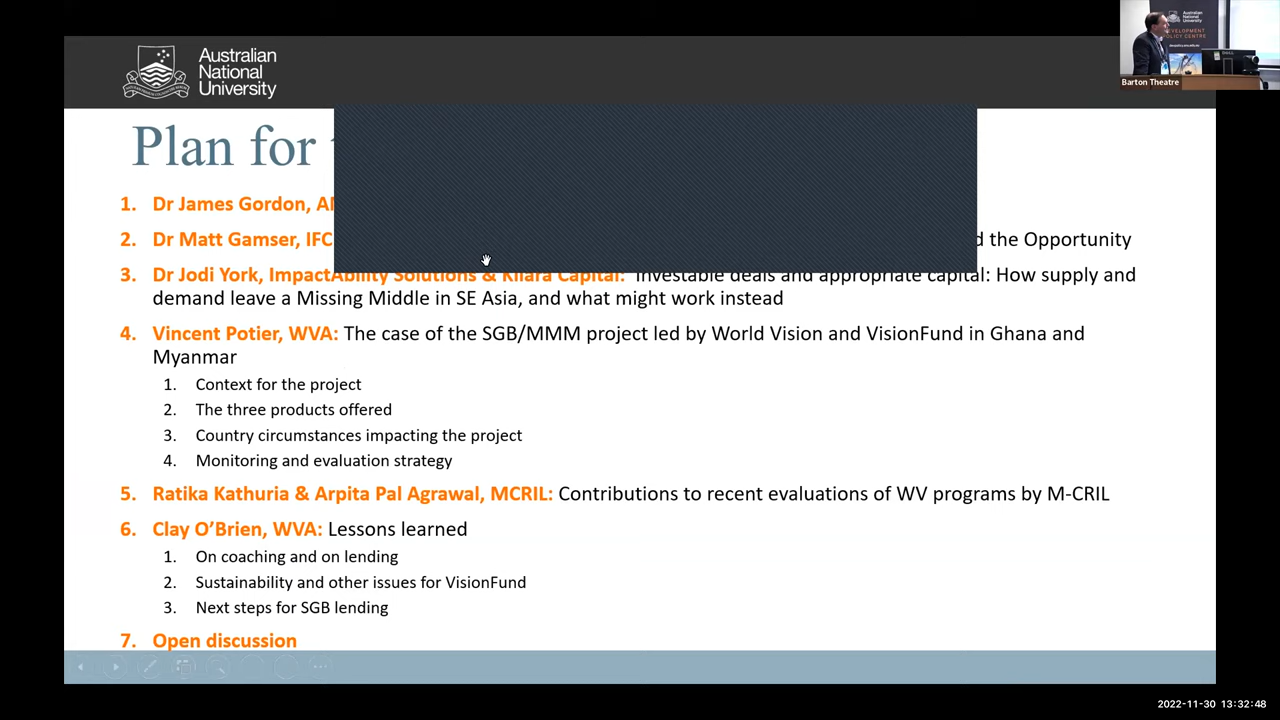 Australian
National
University
Australian
National
University
DEVELOPMENT
POLICY CENTRE
Barton Theatre
Plan for
1. Dr James Gordon,
2. Dr Matt Gamser, IFC d the Opportunity
3. Dr Jodi York, ImpactAbility Solutions & Kilara Capital: Investable deals and appropriate capital: How supply and
demand leave a Missing Middle in SE Asia, and what might work instead
4. Vincent Potier, WVA: The case of the SGB/MMM project led by World Vision and VisionFund in Ghana and
Myanmar
1. Context for the project
2. The three products offered
3. Country circumstances impacting the project
4. Monitoring and evaluation strategy
5. Ratika Kathuria & Arpita Pal Agrawal, MCRIL: Contributions to recent evaluations of WV programs by M-CRIL
6. Clay O’Brien, WVA: Lessons learned
1. On coaching and on lending
2. Sustainability and other issues for VisionFund
3. Next steps for SGB lending
7. Open discussion
2022-11-30 13:32:48